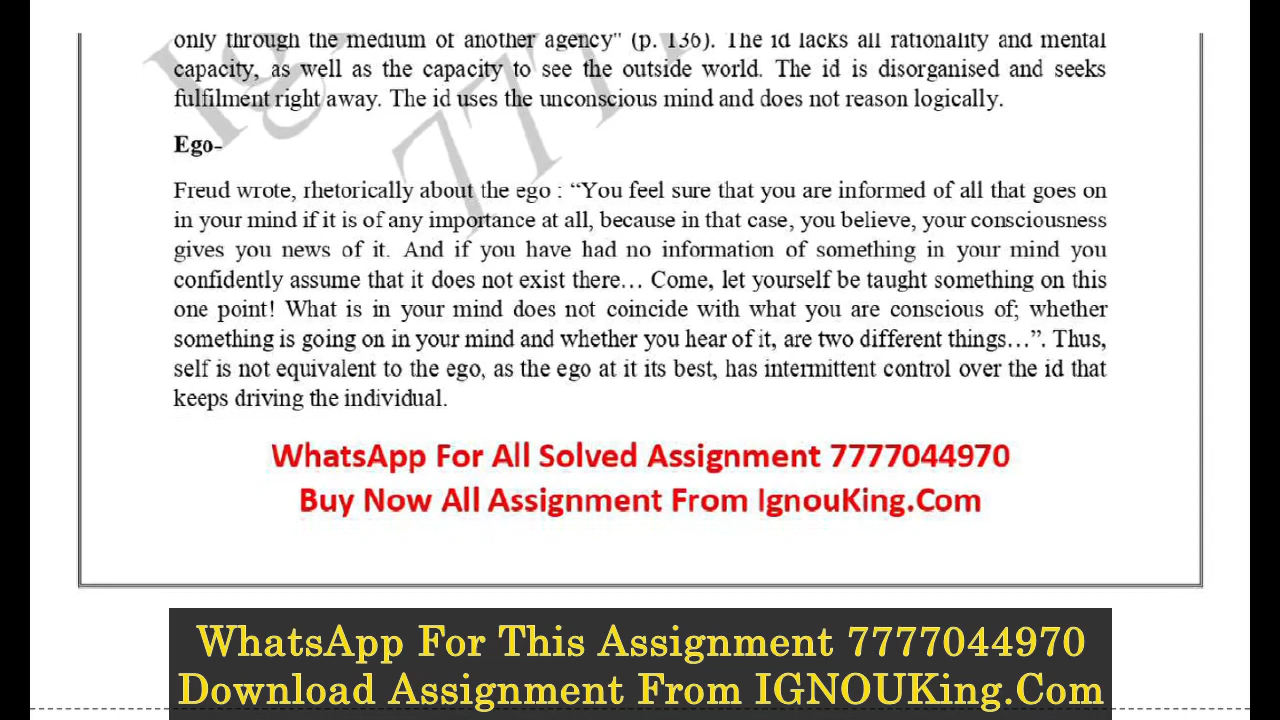 only through the medium of another agency" (p. 136). The id lacks all rationality and mental
capacity, as well as the capacity to see the outside world. The id is disorganised and seeks
fulfilment right away. The id uses the unconscious mind and does not reason logically.
Ego-
Freud wrote, rhetorically about the ego : “You feel sure that you are informed of all that goes on
in your mind if it is of any importance at all, because in that case, you believe, your consciousness
gives you news of it. And if you have had no information of something in your mind you
confidently assume that it does not exist there… Come, let yourself be taught something on this
one point! What is in your mind does not coincide with what you are conscious of; whether
something is going on in your mind and whether you hear of it, are two different things…”. Thus,
self is not equivalent to the ego, as the ego at it its best, has intermittent control over the id that
keeps driving the individual.
WhatsApp For All Solved Assignment 7777044970
Buy Now All Assignment From IgnouKing.Com
WhatsApp For This Assignment 7777044970
Download Assignment From IGNOUKing.Com